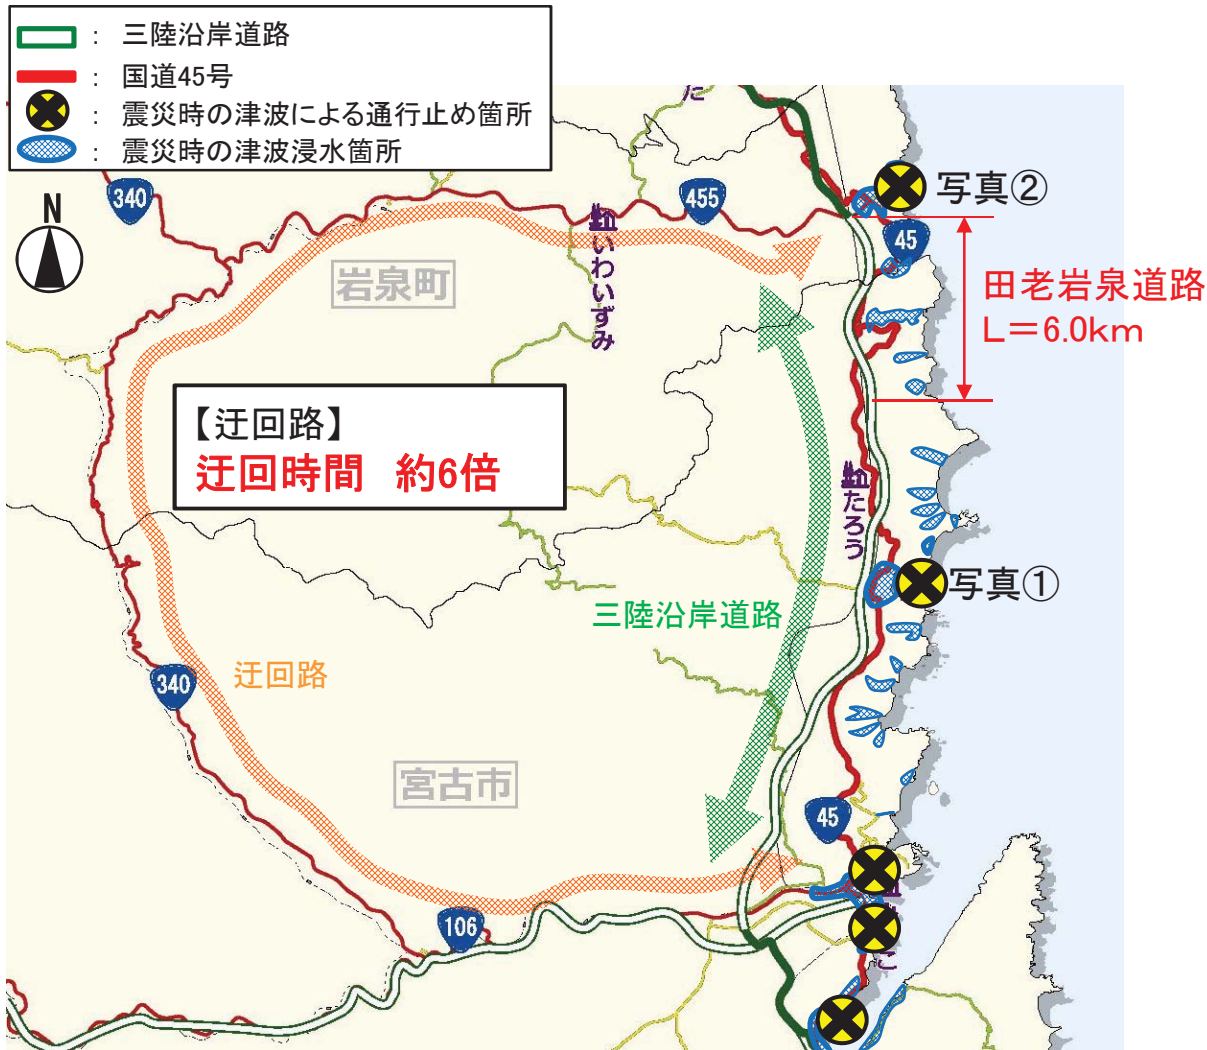 : 三陸沿岸道路
: 国道45号
: 震災時の津波による通行止め箇所
: 震災時の津波浸水箇所
N
340
455
た
写真②
45
いわいずみ
岩泉町
田老岩泉道路
L=6.0km
【迂回路】
迂回時間 約6倍
たろう
写真①
三陸沿岸道路
迂回路
340
宮古市
45
106
こ